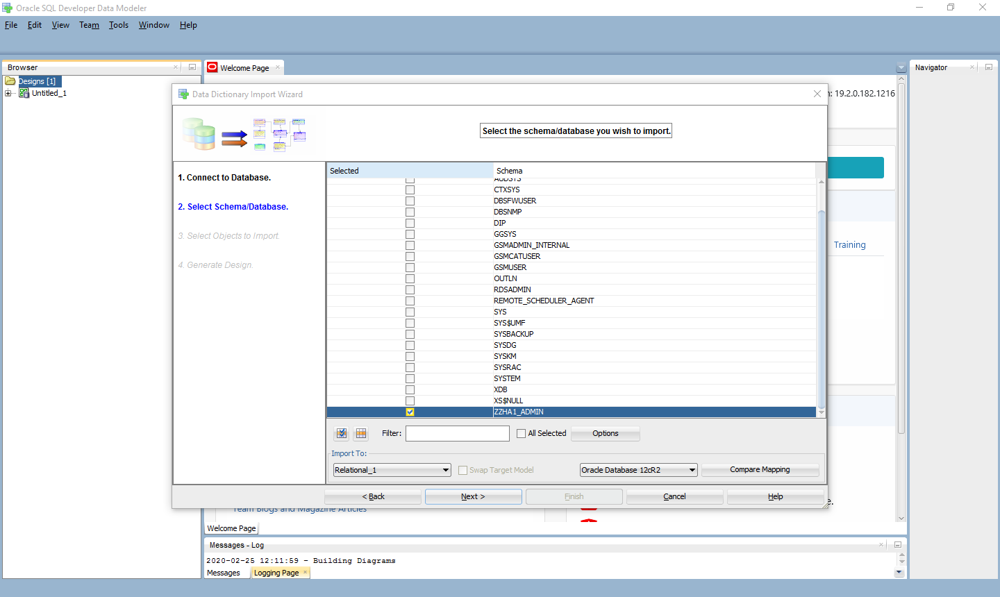 Oracle SQL Developer Data Modeler
File Edit View Team Tools Window Help
Browser
Designs [1]
Untitled_1
Welcome Page
Navigator
Data Dictionary Import Wizard
: 19.2.0.182.1216
Select the schema/database you wish to import.
1. Connect to Database.
2. Select Schema/Database.
3. Select Objects to Import.
4. Generate Design.
Selected Schema
AUDSYS
CTXSYS
DBSFWUSER
DBSNMP
DIP
GGSYS
GSMADMIN_INTERNAL
GSMCATUSER
GSMUSER
OUTLN
RDSADMIN
REMOTE_SCHEDULER_AGENT
SYS
SYS$UMF
SYSBACKUP
SYSDG
SYSKM
SYSRAC
SYSTEM
XDB
XS$NULL
ZZHA1_ADMIN
Training
Filter: All Selected Options
Import To:
Relational_1 Swap Target Model Oracle Database 12cR2 Compare Mapping
< Back Next > Finish Cancel Help
e.
Team Blogs and Magazine Articles
Welcome Page
Messages - Log
2020-02-25 12:11:59 - Building Diagrams
Messages Logging Page